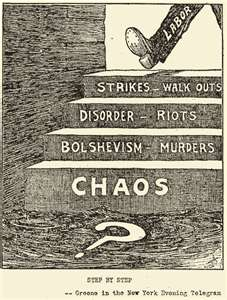 LABOR
STRIKES - WALK OUTS
DISORDER - RIOTS
BOLSHEVISM - MURDERS
CHAOS
?
STEP BY STEP
-- Greene in the New York Evening Telegram